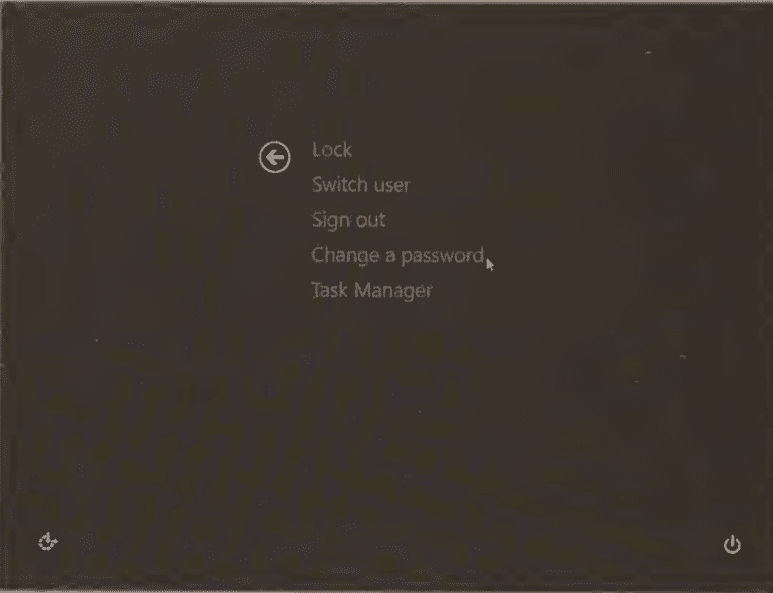 Lock
Switch user
Sign out
Change a password
Task Manager